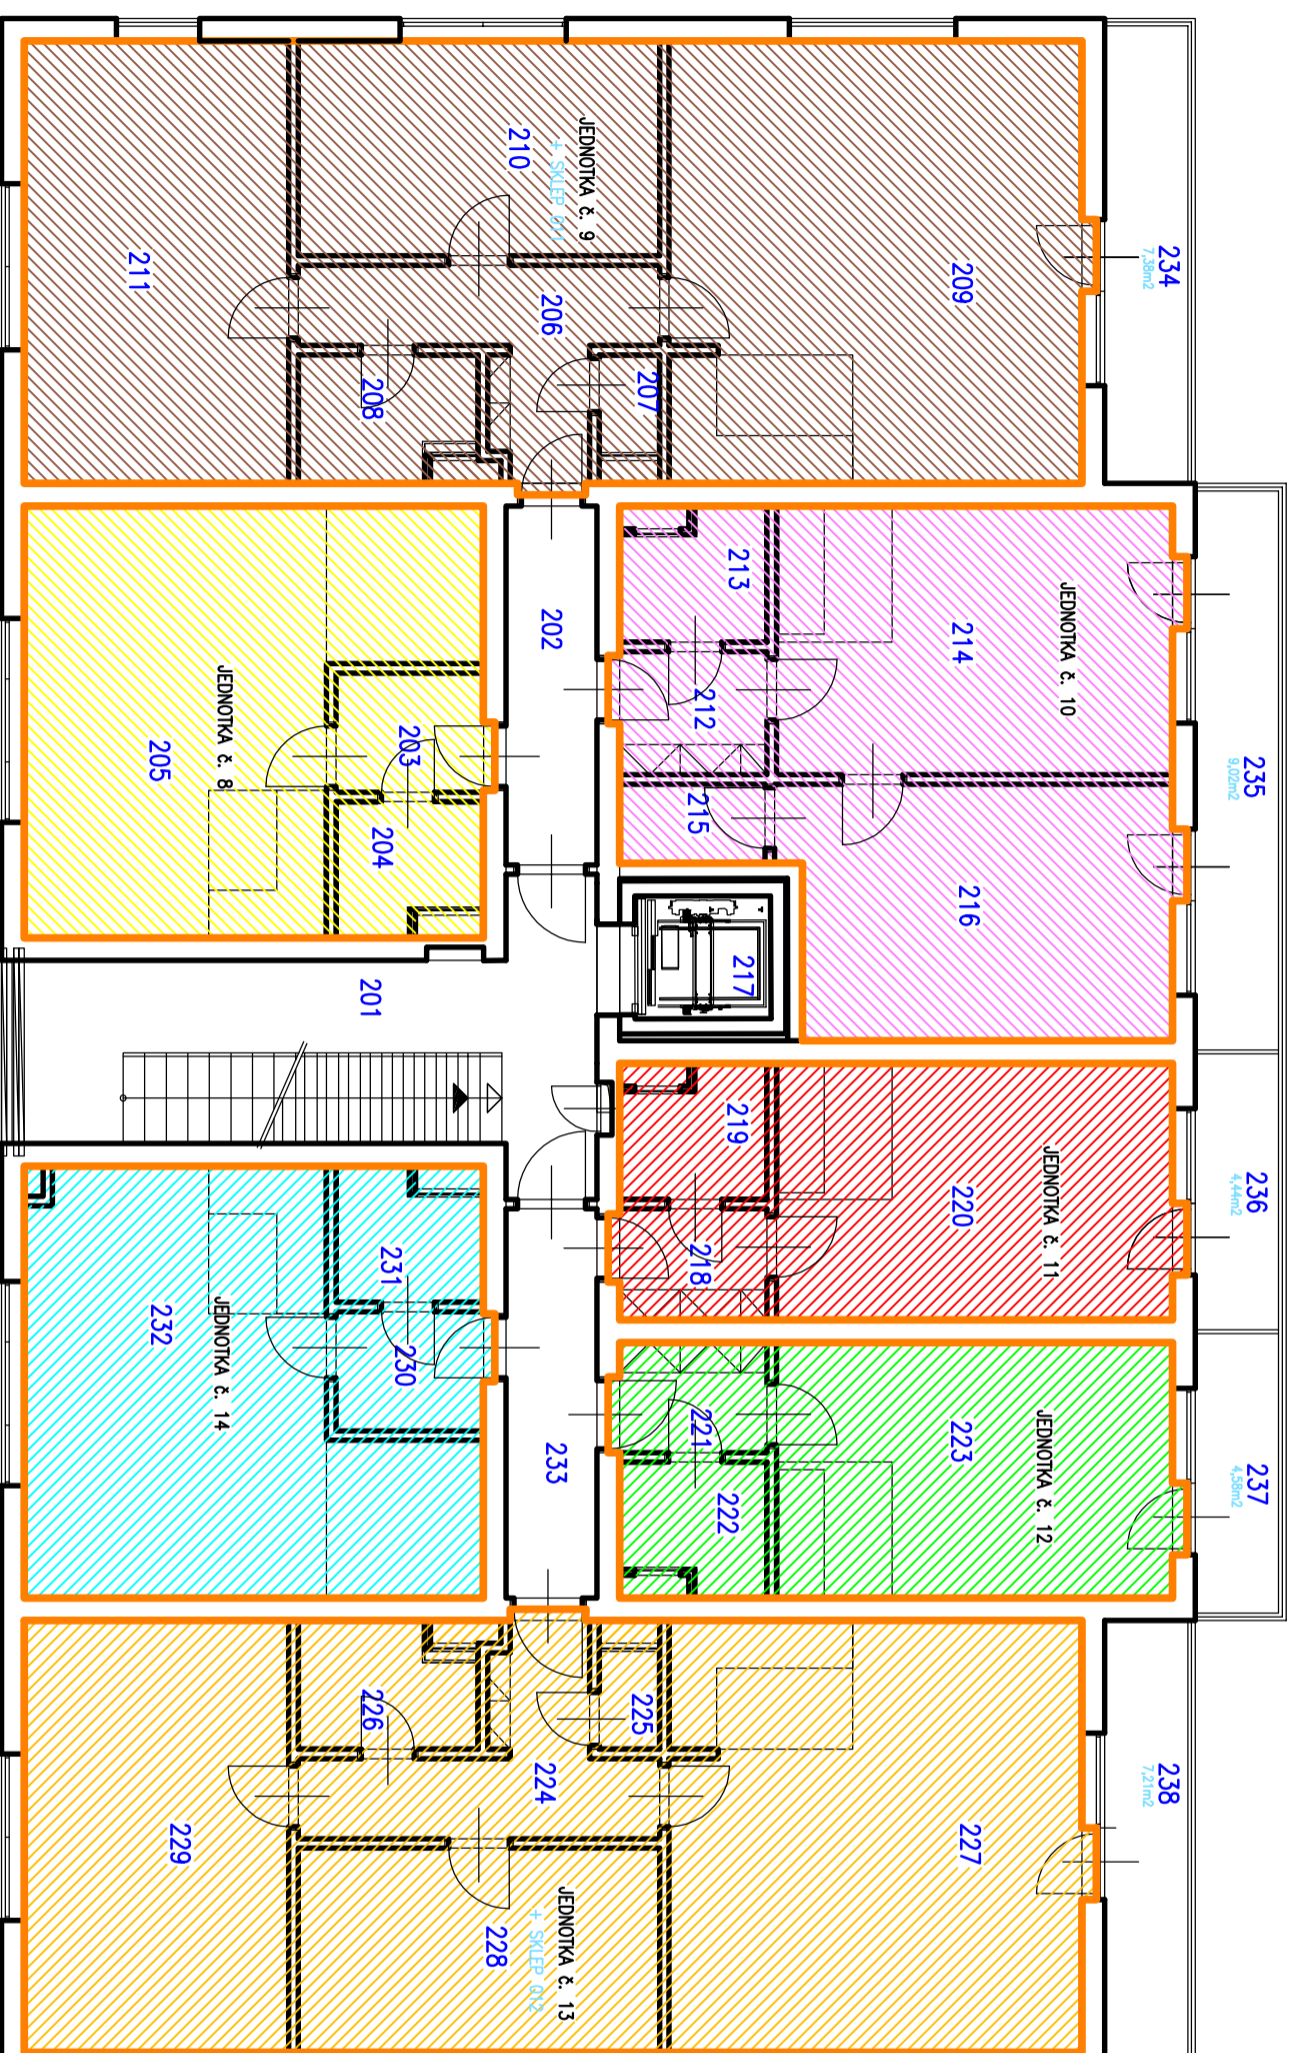 234
7,38m2
209
JEDNOTKA č. 9
+ SKLEP 011
210
206
207
208
211
235
9,02m2
JEDNOTKA č. 10
214
213
212
215
216
217
202
203
204
JEDNOTKA č. 8
205
201
236
4,44m2
JEDNOTKA č. 11
220
219
218
237
4,58m2
JEDNOTKA č. 12
223
221
222
233
231
230
JEDNOTKA č. 14
232
238
7,21m2
227
225
224
226
JEDNOTKA č. 13
+ SKLEP 012
228
229